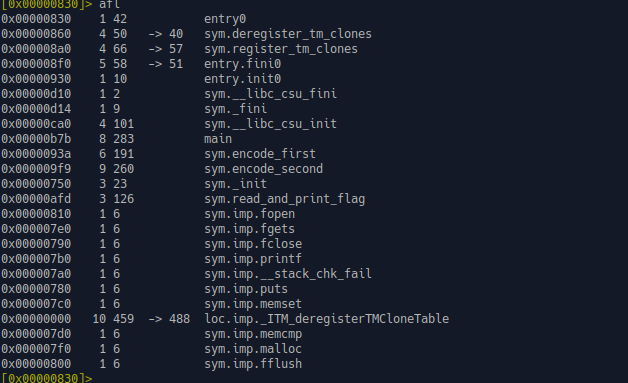 [0x00000830]> afl
0x00000830 1 42 entry0
0x00000860 4 50 -> 40 sym.deregister_tm_clones
0x000008a0 4 66 -> 57 sym.register_tm_clones
0x000008f0 5 58 -> 51 entry.fini0
0x00000930 1 10 entry.init0
0x00000d10 1 2 sym.__libc_csu_fini
0x00000d14 1 9 sym._fini
0x00000ca0 4 101 sym.__libc_csu_init
0x00000b7b 8 283 main
0x0000093a 6 191 sym.encode_first
0x000009f9 9 260 sym.encode_second
0x00000750 3 23 sym._init
0x00000afd 3 126 sym.read_and_print_flag
0x00000810 1 6 sym.imp.fopen
0x000007e0 1 6 sym.imp.fgets
0x00000790 1 6 sym.imp.fclose
0x000007b0 1 6 sym.imp.printf
0x000007a0 1 6 sym.imp.__stack_chk_fail
0x00000780 1 6 sym.imp.puts
0x000007c0 1 6 sym.imp.memset
0x00000000 10 459 -> 488 loc.imp._ITM_deregisterTMCloneTable
0x000007d0 1 6 sym.imp.memcmp
0x000007f0 1 6 sym.imp.malloc
0x00000800 1 6 sym.imp.fflush
[0x00000830]>